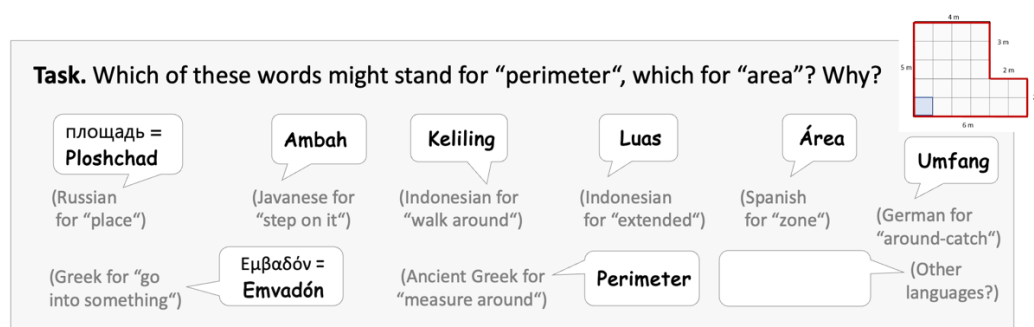 4 m
3 m
5 m
2 m
6 m
Task. Which of these words might stand for “perimeter“, which for “area”? Why?
площадь =
Ploshchad
(Russian
for “place“)
Ambah
(Javanese for
“step on it“)
Keliling
(Indonesian for
“walk around“)
Luas
(Indonesian
for “extended“)
Área
(Spanish
for “zone“)
Umfang
(German for
“around-catch“)
(Greek for “go
into something“)
Εμβαδόν =
Emvadón
(Ancient Greek for
“measure around“)
Perimeter
(Other
languages?)